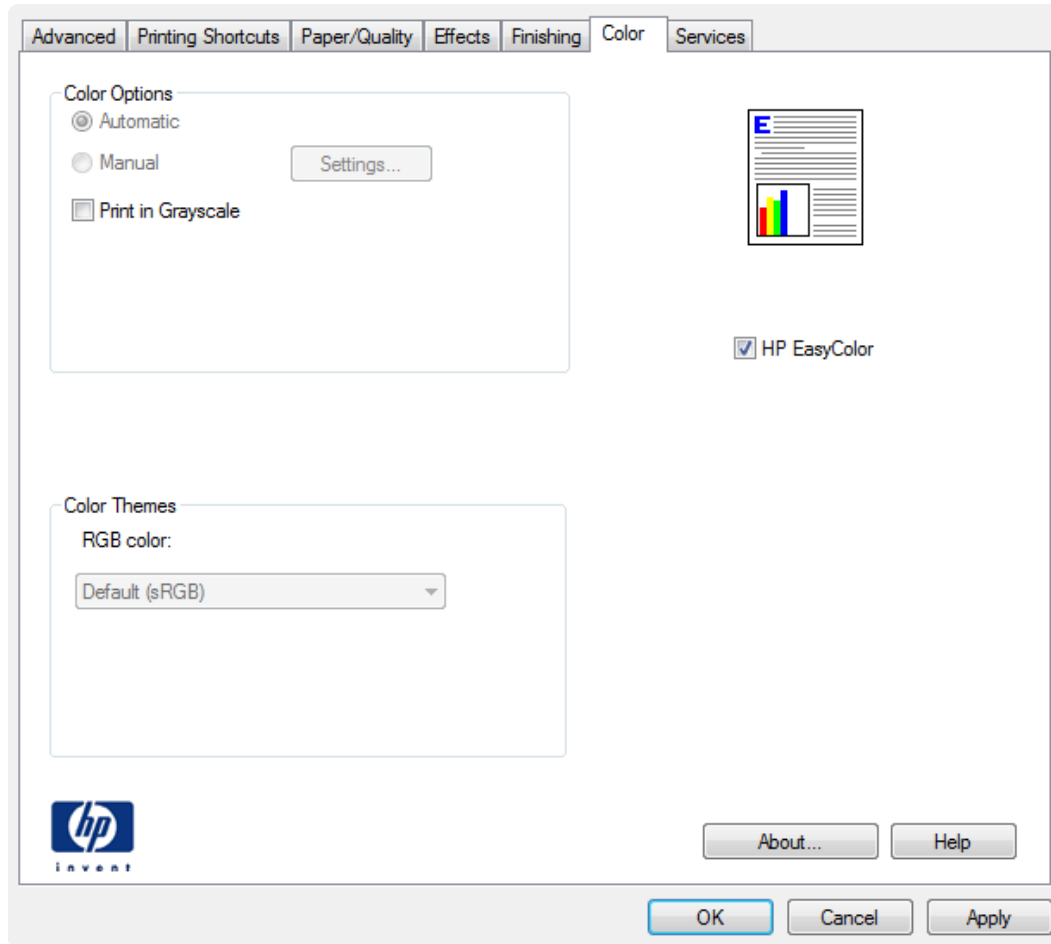 Advanced Printing Shortcuts Paper/Quality Effects Finishing Color Services
Color Options
Automatic
Manual Settings...
Print in Grayscale
E
HP EasyColor
Color Themes
RGB color:
Default (sRGB)
hp
invent
About... Help
OK Cancel Apply